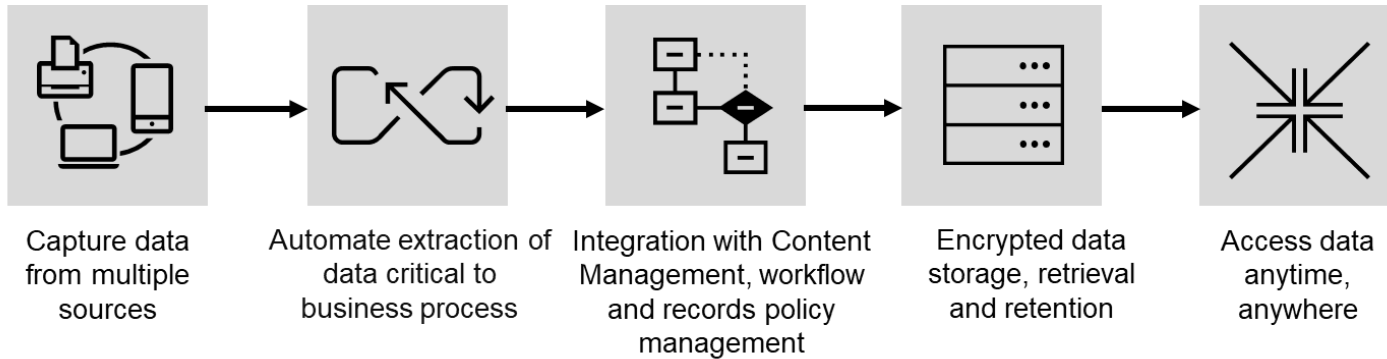 Capture data
from multiple
sources
Automate extraction of
data critical to
business process
Integration with Content
Management, workflow
and records policy
management
Encrypted data
storage, retrieval
and retention
Access data
anytime,
anywhere